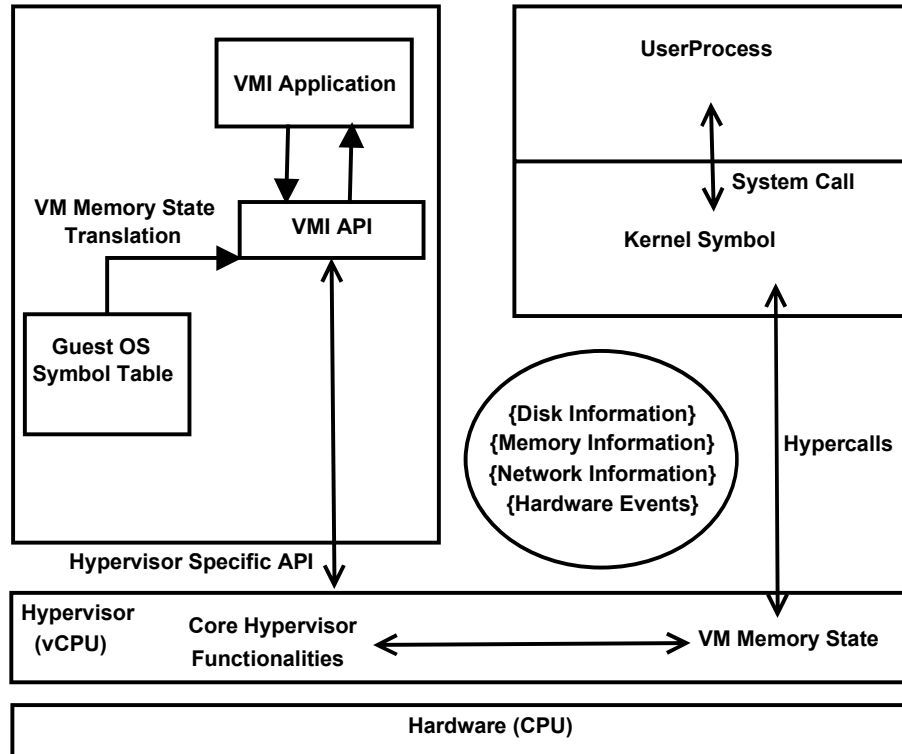 VMI Application
VM Memory State
Translation
VMI API
Guest OS
Symbol Table
Hypervisor Specific API
UserProcess
System Call
Kernel Symbol
{Disk Information}
{Memory Information}
{Network Information}
{Hardware Events}
Hypercalls
Hypervisor
(vCPU)
Core Hypervisor
Functionalities
VM Memory State
Hardware (CPU)